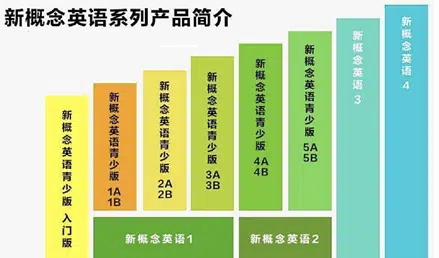 新概念英语系列产品简介
新概念英语青少版 入门版
新概念英语青少版
1A
1B
新概念英语青少版
2A
2B
新概念英语青少版
3A
3B
新概念英语青少版
4A
4B
新概念英语青少版
5A
5B
新概念英语 3
新概念英语 4
新概念英语1
新概念英语2